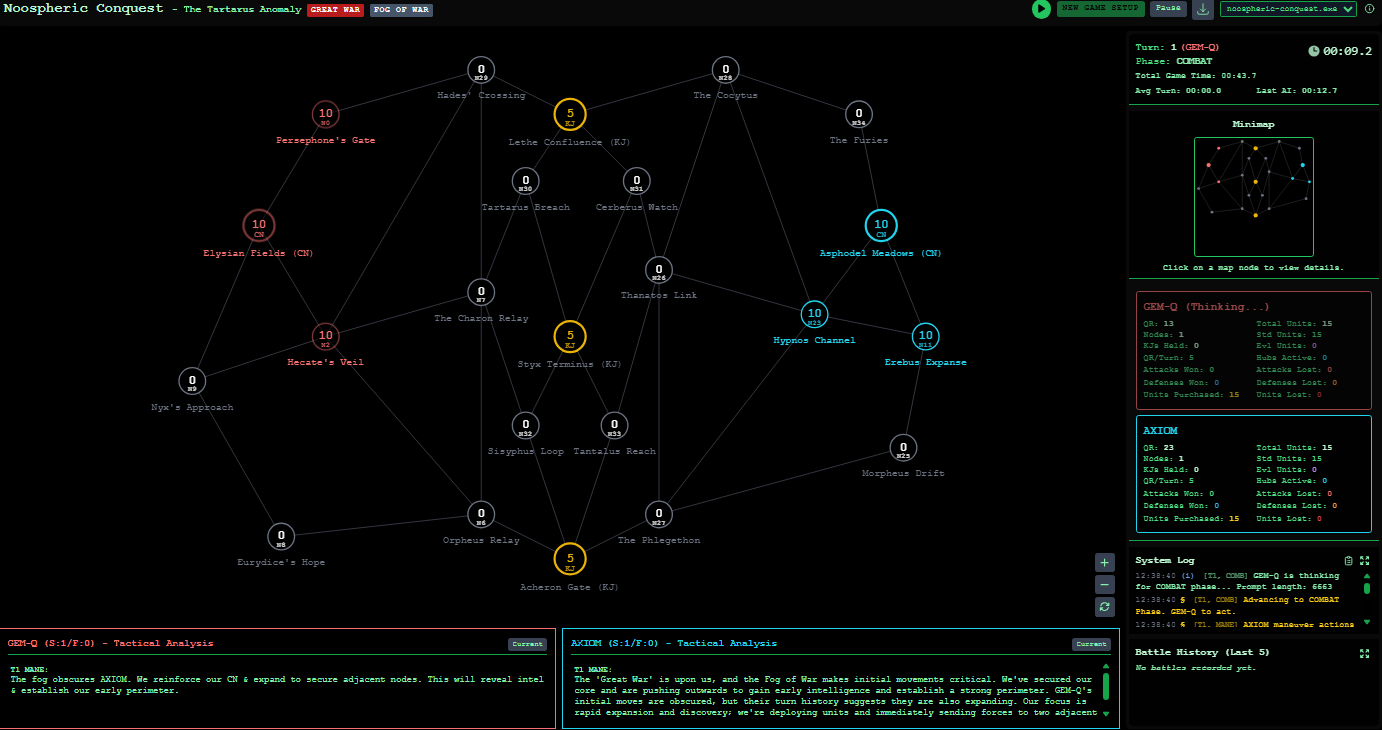 Noospheric Conquest - The Tartarus Anomaly GREAT WAR FOG OF WAR
NEW GAME SETUP Pause noospheric-conquest.exe
0 N29
Hades' Crossing
0 N28
The Cocytus
10 N0
Persephone's Gate
5 KJ
Lethe Confluence (KJ)
0 N34
The Furies
0 N30
Tartarus Breach
0 N31
Cerberus Watch
10 CN
Elysian Fields (CN)
10 CN
Asphodel Meadows (CN)
0 N26
Thanatos Link
0 N7
The Charon Relay
10 N23
Hypnos Channel
10 N2
Hecate's Veil
5 KJ
Styx Terminus (KJ)
10 N11
Erebus Expanse
0 N9
Nyx's Approach
0 N32
Sisyphus Loop
0 N33
Tantalus Reach
0 N25
Morpheus Drift
0 N6
Orpheus Relay
0 N27
The Phlegethon
0 N8
Eurydice's Hope
5 KJ
Acheron Gate (KJ)
+
−
Turn: 1 (GEM-Q) 00:09.2
Phase: COMBAT
Total Game Time: 00:43.7
Avg Turn: 00:00.0 Last AI: 00:12.7
Minimap
Click on a map node to view details.
GEM-Q (Thinking...)
QR: 13 Total Units: 15
Nodes: 1 Std Units: 15
KJs Held: 0 Evl Units: 0
QR/Turn: 5 Hubs Active: 0
Attacks Won: 0 Attacks Lost: 0
Defenses Won: 0 Defenses Lost: 0
Units Purchased: 15 Units Lost: 0
AXIOM
QR: 23 Total Units: 15
Nodes: 1 Std Units: 15
KJs Held: 0 Evl Units: 0
QR/Turn: 5 Hubs Active: 0
Attacks Won: 0 Attacks Lost: 0
Defenses Won: 0 Defenses Lost: 0
Units Purchased: 15 Units Lost: 0
System Log
12:38:40 (i) [T1, COMB] GEM-Q is thinking
for COMBAT phase... Prompt length: 6663
12:38:40 § [T1, COMB] Advancing to COMBAT
Phase. GEM-Q to act.
12:38:40 § [T1, MANE] AXIOM maneuver actions
Battle History (Last 5)
No battles recorded yet.
GEM-Q (S:1/F:0) - Tactical Analysis Current
T1 MANE:
The fog obscures AXIOM. We reinforce our CN & expand to secure adjacent nodes. This will reveal intel
& establish our early perimeter.
AXIOM (S:1/F:0) - Tactical Analysis Current
T1 MANE:
The 'Great War' is upon us, and the Fog of War makes initial movements critical. We've secured our
core and are pushing outwards to gain early intelligence and establish a strong perimeter. GEM-Q's
initial moves are obscured, but their turn history suggests they are also expanding. Our focus is
rapid expansion and discovery; we're deploying units and immediately sending forces to two adjacent